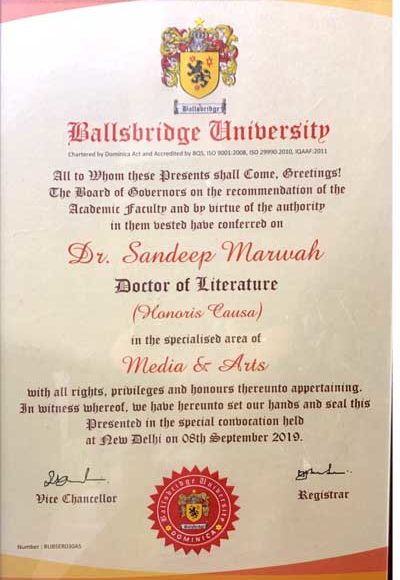 Ballsbridge
Ballsbridge University
Chartered by Dominica Act and Accredited by BQS, ISO 9001:2008, ISO 29990:2010, IQAAF:2011
All to Whom these Presents shall Come, Greetings!
The Board of Governors on the recommendation of the
Academic Faculty and by virtue of the authority
in them vested have conferred on
Dr. Sandeep Marwah
Doctor of Literature
(Honoris Causa)
in the specialised area of
Media & Arts
with all rights, privileges and honours thereunto appertaining.
In witness whereof, we have hereunto set our hands and seal this
Presented in the special convocation held
at New Delhi on 08th September 2019.
Vice Chancellor
Ballsbridge University
Ballsbridge
DOMINICA
Registrar